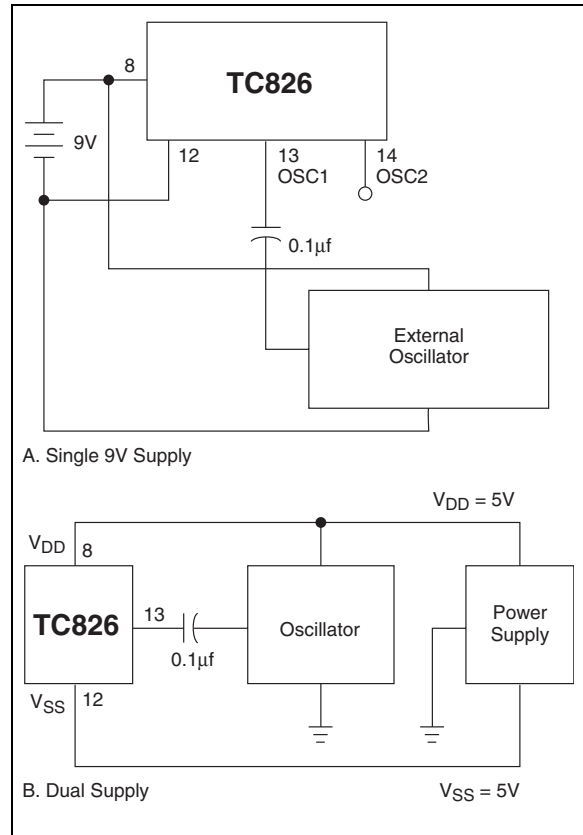 8
TC826
9V
12
13
OSC1
14
OSC2
0.1μf
External
Oscillator
A. Single 9V Supply
V_DD = 5V
V_DD
8
TC826
13
0.1μf
Oscillator
Power
Supply
V_SS
12
B. Dual Supply
V_SS = 5V